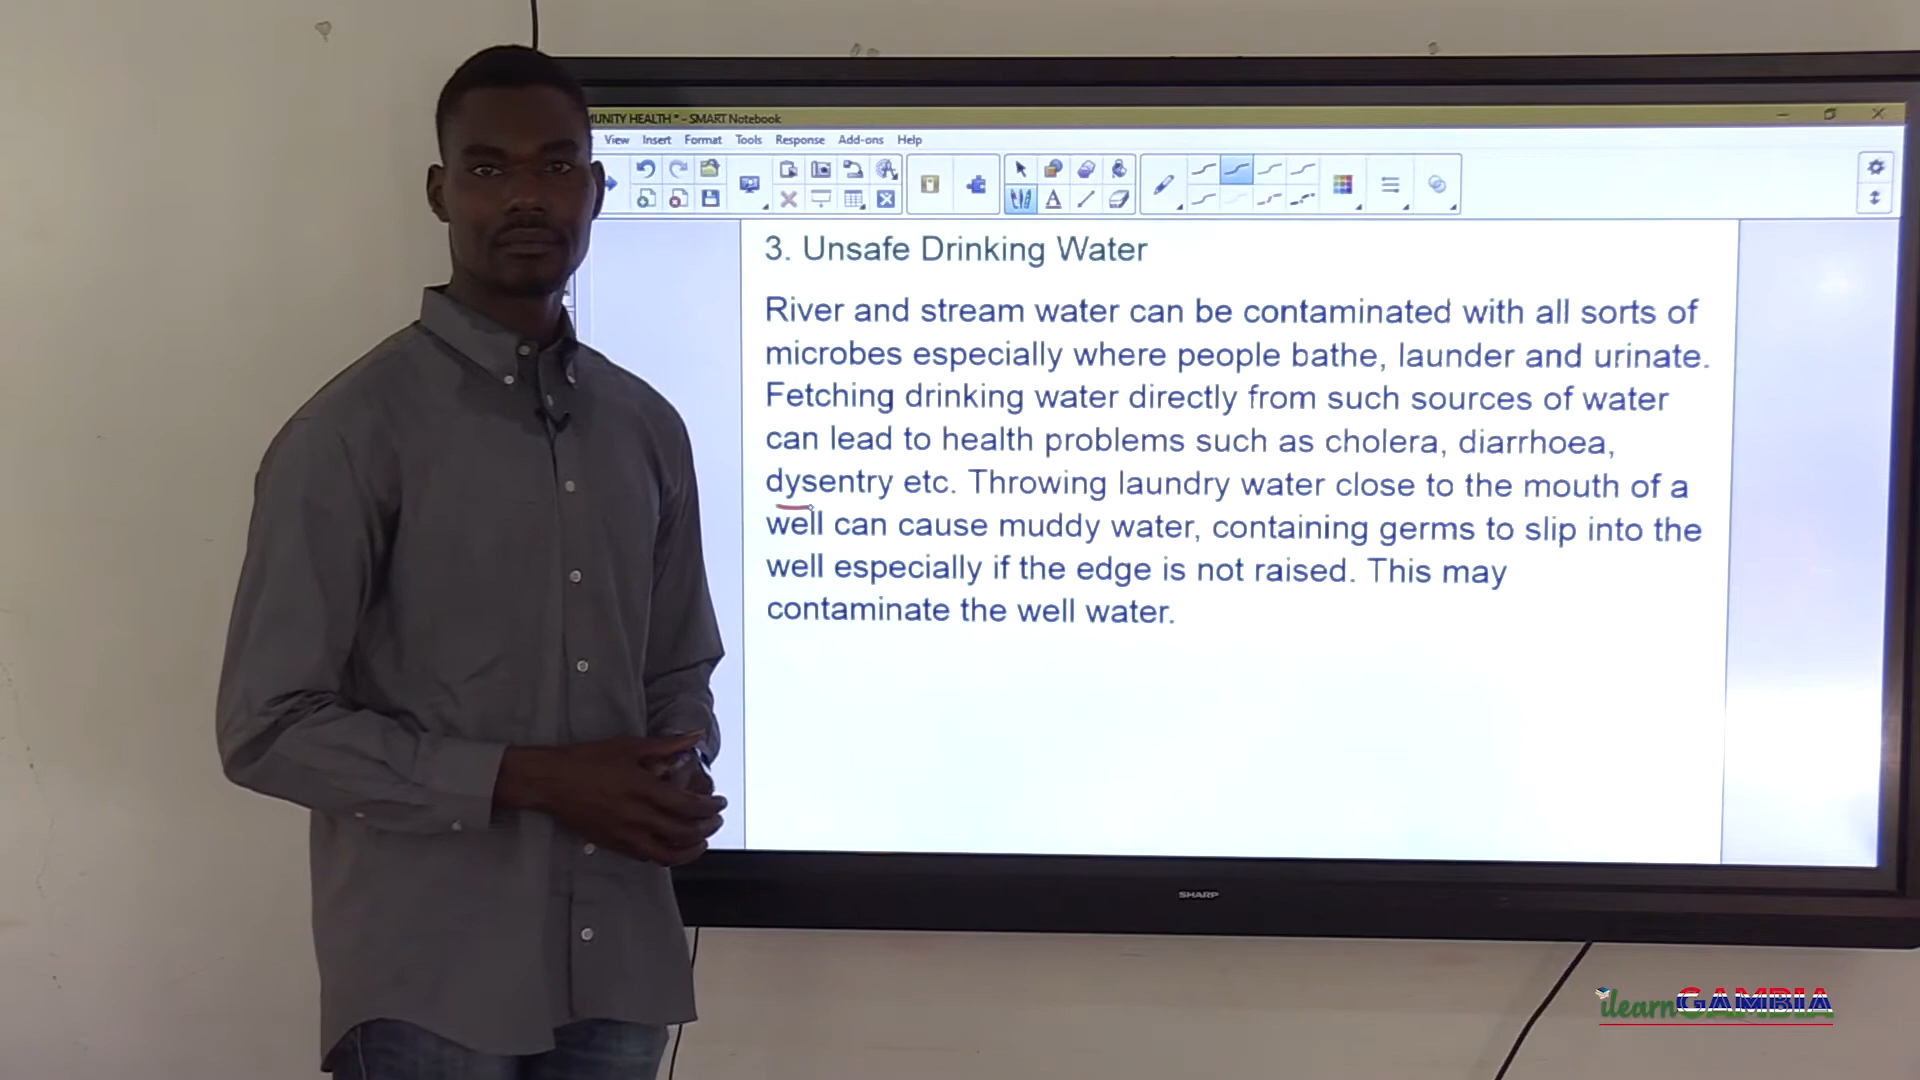 MUNITY HEALTH * - SMART Notebook
View Insert Format Tools Response Add-ons Help
3. Unsafe Drinking Water
River and stream water can be contaminated with all sorts of
microbes especially where people bathe, launder and urinate.
Fetching drinking water directly from such sources of water
can lead to health problems such as cholera, diarrhoea,
dysentry etc. Throwing laundry water close to the mouth of a
well can cause muddy water, containing germs to slip into the
well especially if the edge is not raised. This may
contaminate the well water.
SHARP
ilearnGAMBIA